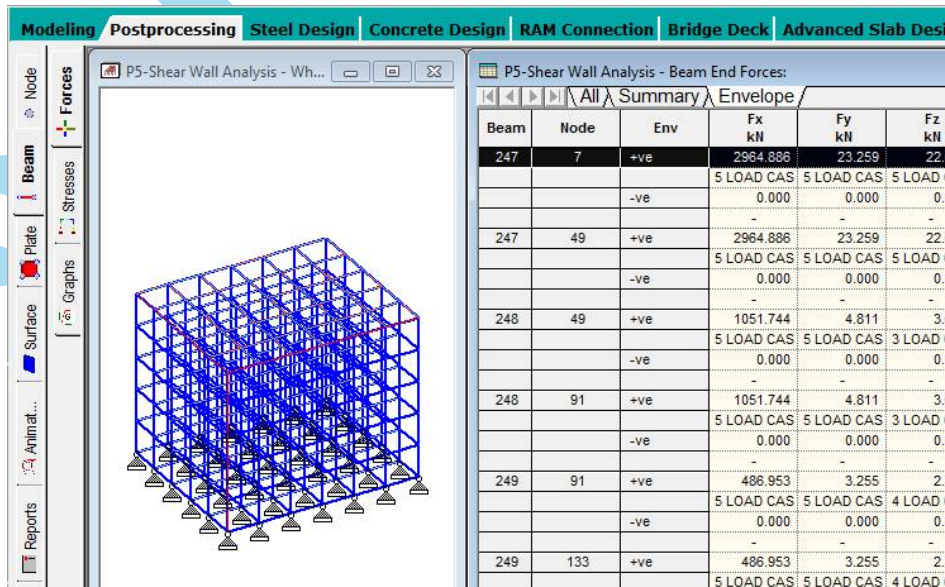 Modeling Postprocessing Steel Design Concrete Design RAM Connection Bridge Deck Advanced Slab Desi
Node
Beam
Plate
Surface
Animat...
Reports
Forces
Stresses
Graphs
P5-Shear Wall Analysis - Wh...
P5-Shear Wall Analysis - Beam End Forces:
All Summary Envelope
Beam Node Env Fx kN Fy kN Fz kN
247 7 +ve 2964.886 23.259 22.
5 LOAD CAS 5 LOAD CAS 5 LOAD
-ve 0.000 0.000 0.
- - -
247 49 +ve 2964.886 23.259 22.
5 LOAD CAS 5 LOAD CAS 5 LOAD
-ve 0.000 0.000 0.
- - -
248 49 +ve 1051.744 4.811 3.
5 LOAD CAS 5 LOAD CAS 3 LOAD
-ve 0.000 0.000 0.
- - -
248 91 +ve 1051.744 4.811 3.
5 LOAD CAS 5 LOAD CAS 3 LOAD
-ve 0.000 0.000 0.
- - -
249 91 +ve 486.953 3.255 2.
5 LOAD CAS 5 LOAD CAS 4 LOAD
-ve 0.000 0.000 0.
- - -
249 133 +ve 486.953 3.255 2.
5 LOAD CAS 5 LOAD CAS 4 LOAD